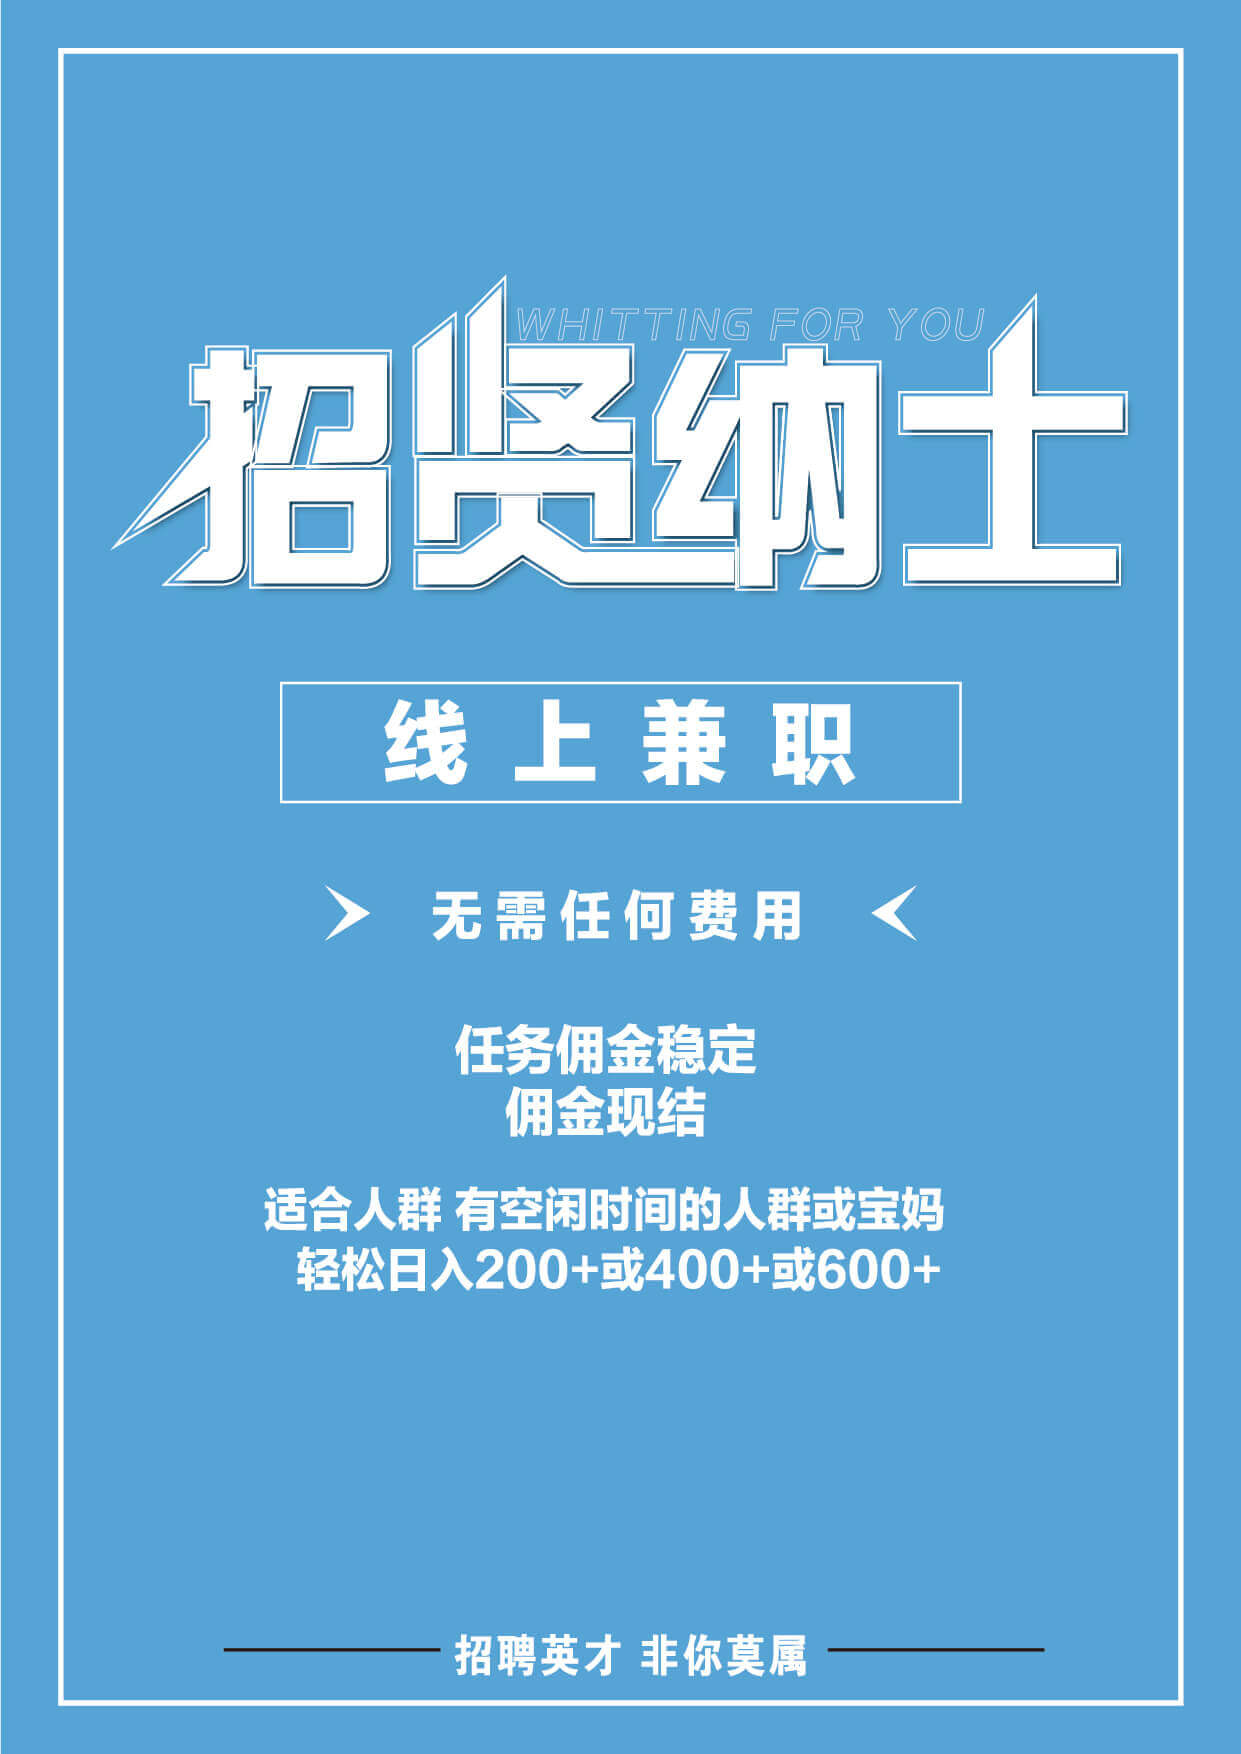 WHITTING FOR YOU
招贤纳士
线上兼职
无需任何费用
任务佣金稳定
佣金现结
适合人群 有空闲时间的人群或宝妈
轻松日入200+或400+或600+
招聘英才 非你莫属